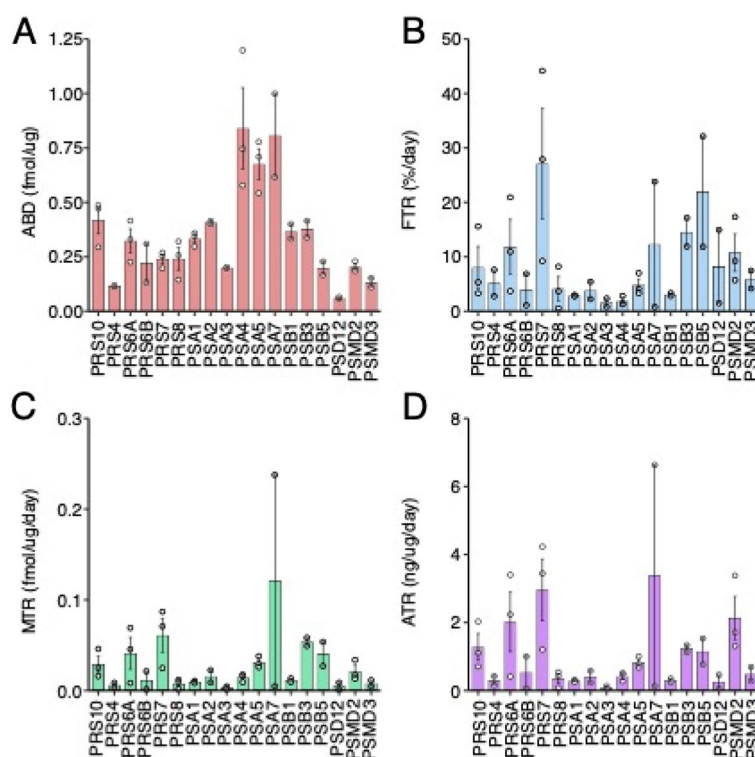 A
B
ABD (fmol/ug)
1.25
1.00
0.75
0.50
0.25
0.00
PRS10
PRS4
PRS6A
PRS6B
PRS7
PRS8
PSA1
PSA2
PSA3
PSA4
PSA5
PSA7
PSB1
PSB3
PSB5
PSD12
PSMD2
PSMD3
FTR (%/day)
50
40
30
20
10
0
PRS10
PRS4
PRS6A
PRS6B
PRS7
PRS8
PSA1
PSA2
PSA3
PSA4
PSA5
PSA7
PSB1
PSB3
PSB5
PSD12
PSMD2
PSMD3
C
D
MTR (fmol/ug/day)
0.3
0.2
0.1
0.0
PRS10
PRS4
PRS6A
PRS6B
PRS7
PRS8
PSA1
PSA2
PSA3
PSA4
PSA5
PSA7
PSB1
PSB3
PSB5
PSD12
PSMD2
PSMD3
ATR (ng/ug/day)
8
6
4
2
0
PRS10
PRS4
PRS6A
PRS6B
PRS7
PRS8
PSA1
PSA2
PSA3
PSA4
PSA5
PSA7
PSB1
PSB3
PSB5
PSD12
PSMD2
PSMD3